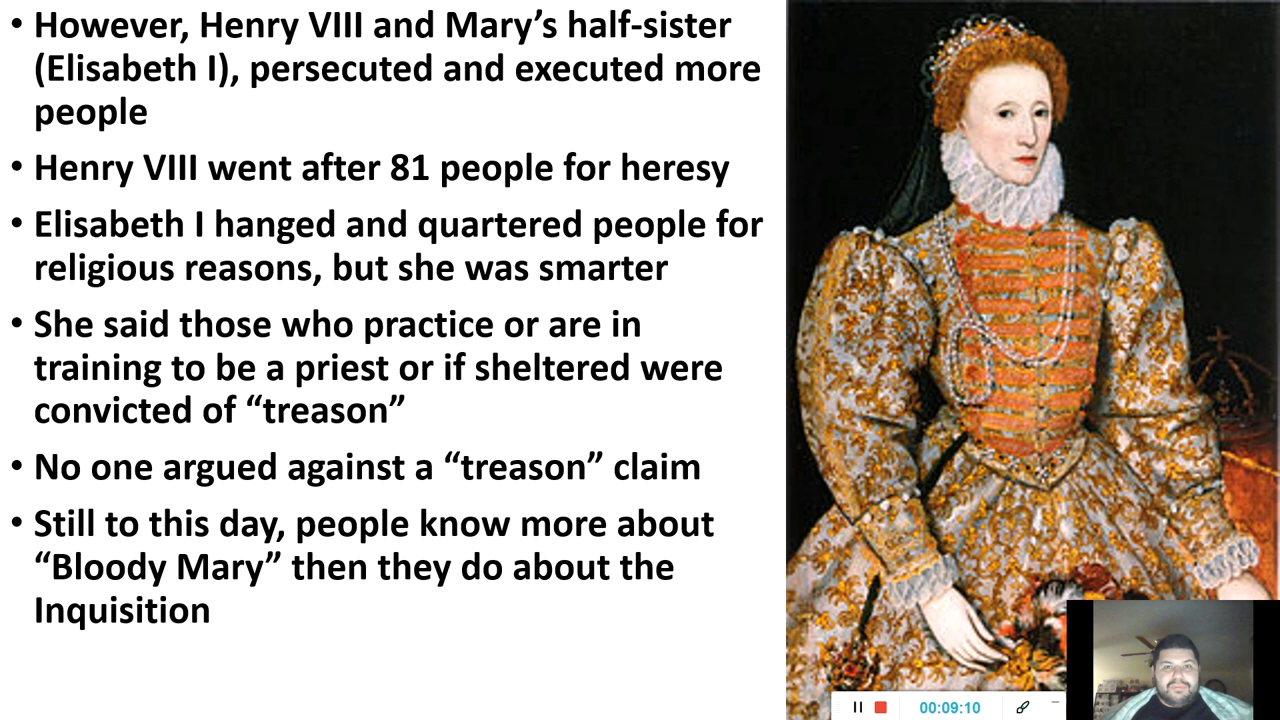 • However, Henry VIII and Mary’s half-sister
(Elisabeth I), persecuted and executed more
people
• Henry VIII went after 81 people for heresy
• Elisabeth I hanged and quartered people for
religious reasons, but she was smarter
• She said those who practice or are in
training to be a priest or if sheltered were
convicted of “treason”
• No one argued against a “treason” claim
• Still to this day, people know more about
“Bloody Mary” then they do about the
Inquisition
00:09:10